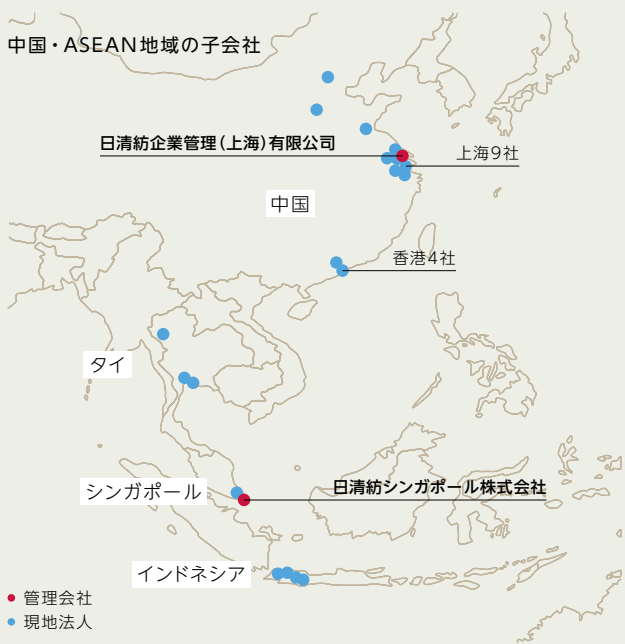 中国・ASEAN地域の子会社
日清紡企業管理（上海）有限公司
上海9社
中国
香港4社
タイ
シンガポール
日清紡シンガポール株式会社
インドネシア
管理会社
現地法人